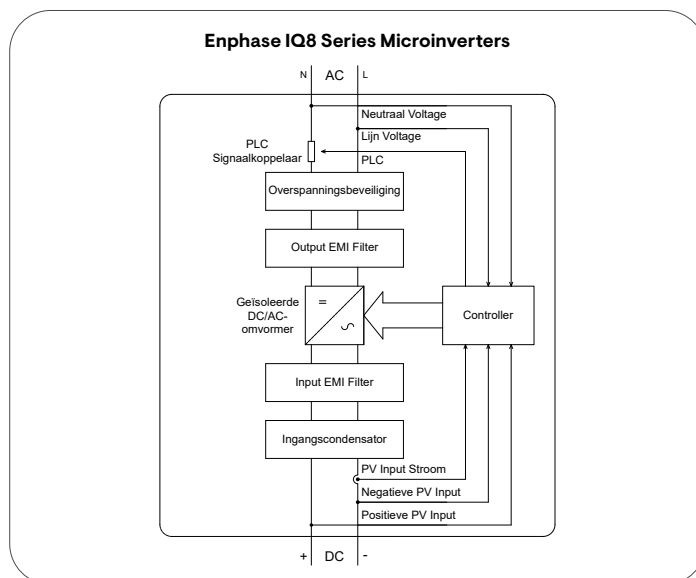 Enphase IQ8 Series Microinverters
N AC L
Neutraal Voltage
Lijn Voltage
PLC
Signaalkoppelaar
PLC
Overspanningsbeveiliging
Output EMI Filter
Geïsoleerde
DC/AC-
omvormer
=
Controller
Input EMI Filter
Ingangscondensator
PV Input Stroom
Negatieve PV Input
Positieve PV Input
+ DC -